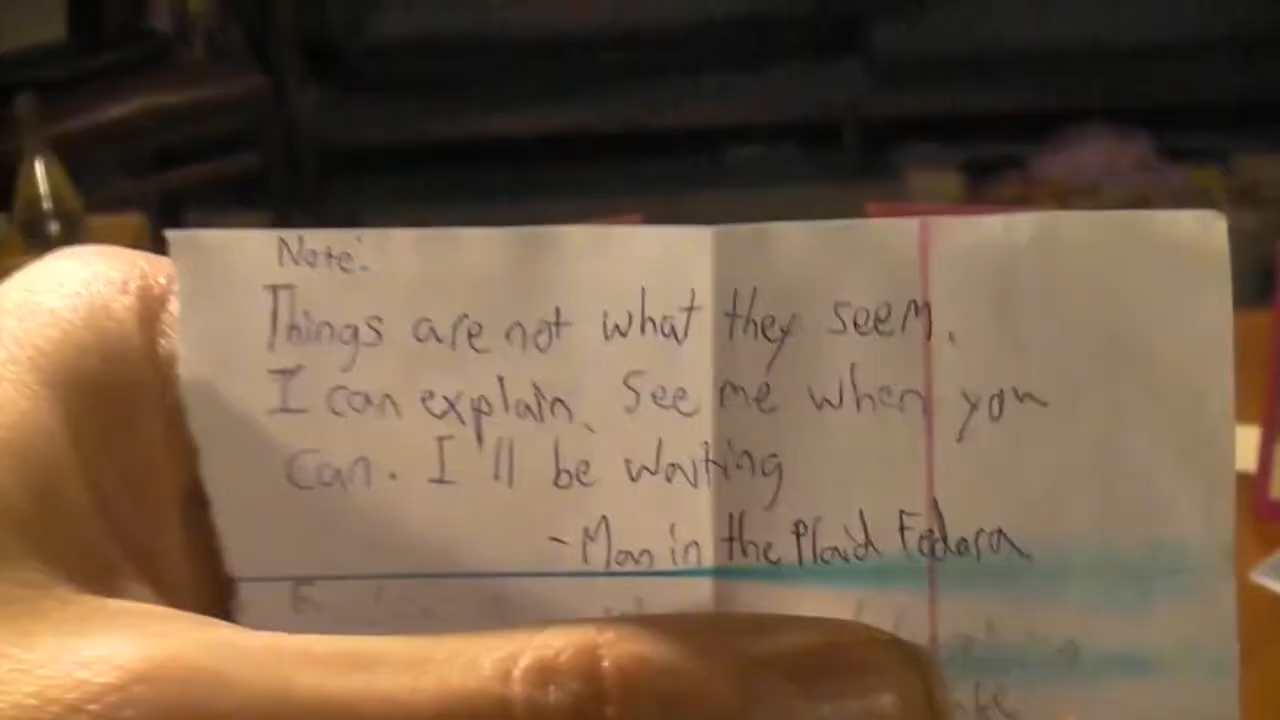 Note:
Things are not what they seem.
I can explain. See me when you
can. I'll be waiting
-Man in the Plaid Fedora